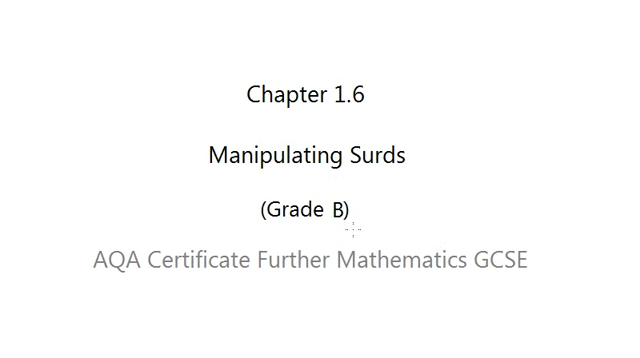 Chapter 1.6
Manipulating Surds
(Grade B)
AQA Certificate Further Mathematics GCSE